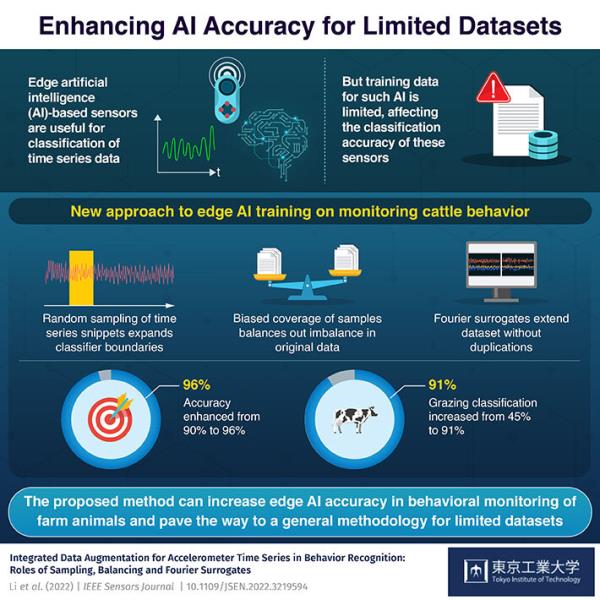 Enhancing AI Accuracy for Limited Datasets
Edge artificial
intelligence
(AI)-based sensors
are useful for
classification of
time series data
t
But training data
for such AI is
limited, affecting
the classification
accuracy of these
sensors
New approach to edge AI training on monitoring cattle behavior
Random sampling of time
series snippets expands
classifier boundaries
Biased coverage of samples
balances out imbalance in
original data
Fourier surrogates extend
dataset without
duplications
96%
Accuracy
enhanced from
90% to 96%
91%
Grazing classification
increased from 45%
to 91%
The proposed method can increase edge AI accuracy in behavioral monitoring of
farm animals and pave the way to a general methodology for limited datasets
Integrated Data Augmentation for Accelerometer Time Series in Behavior Recognition:
Roles of Sampling, Balancing and Fourier Surrogates
Li et al. (2022) | IEEE Sensors Journal | 10.1109/JSEN.2022.3219594
東京工業大学
Tokyo Institute of Technology